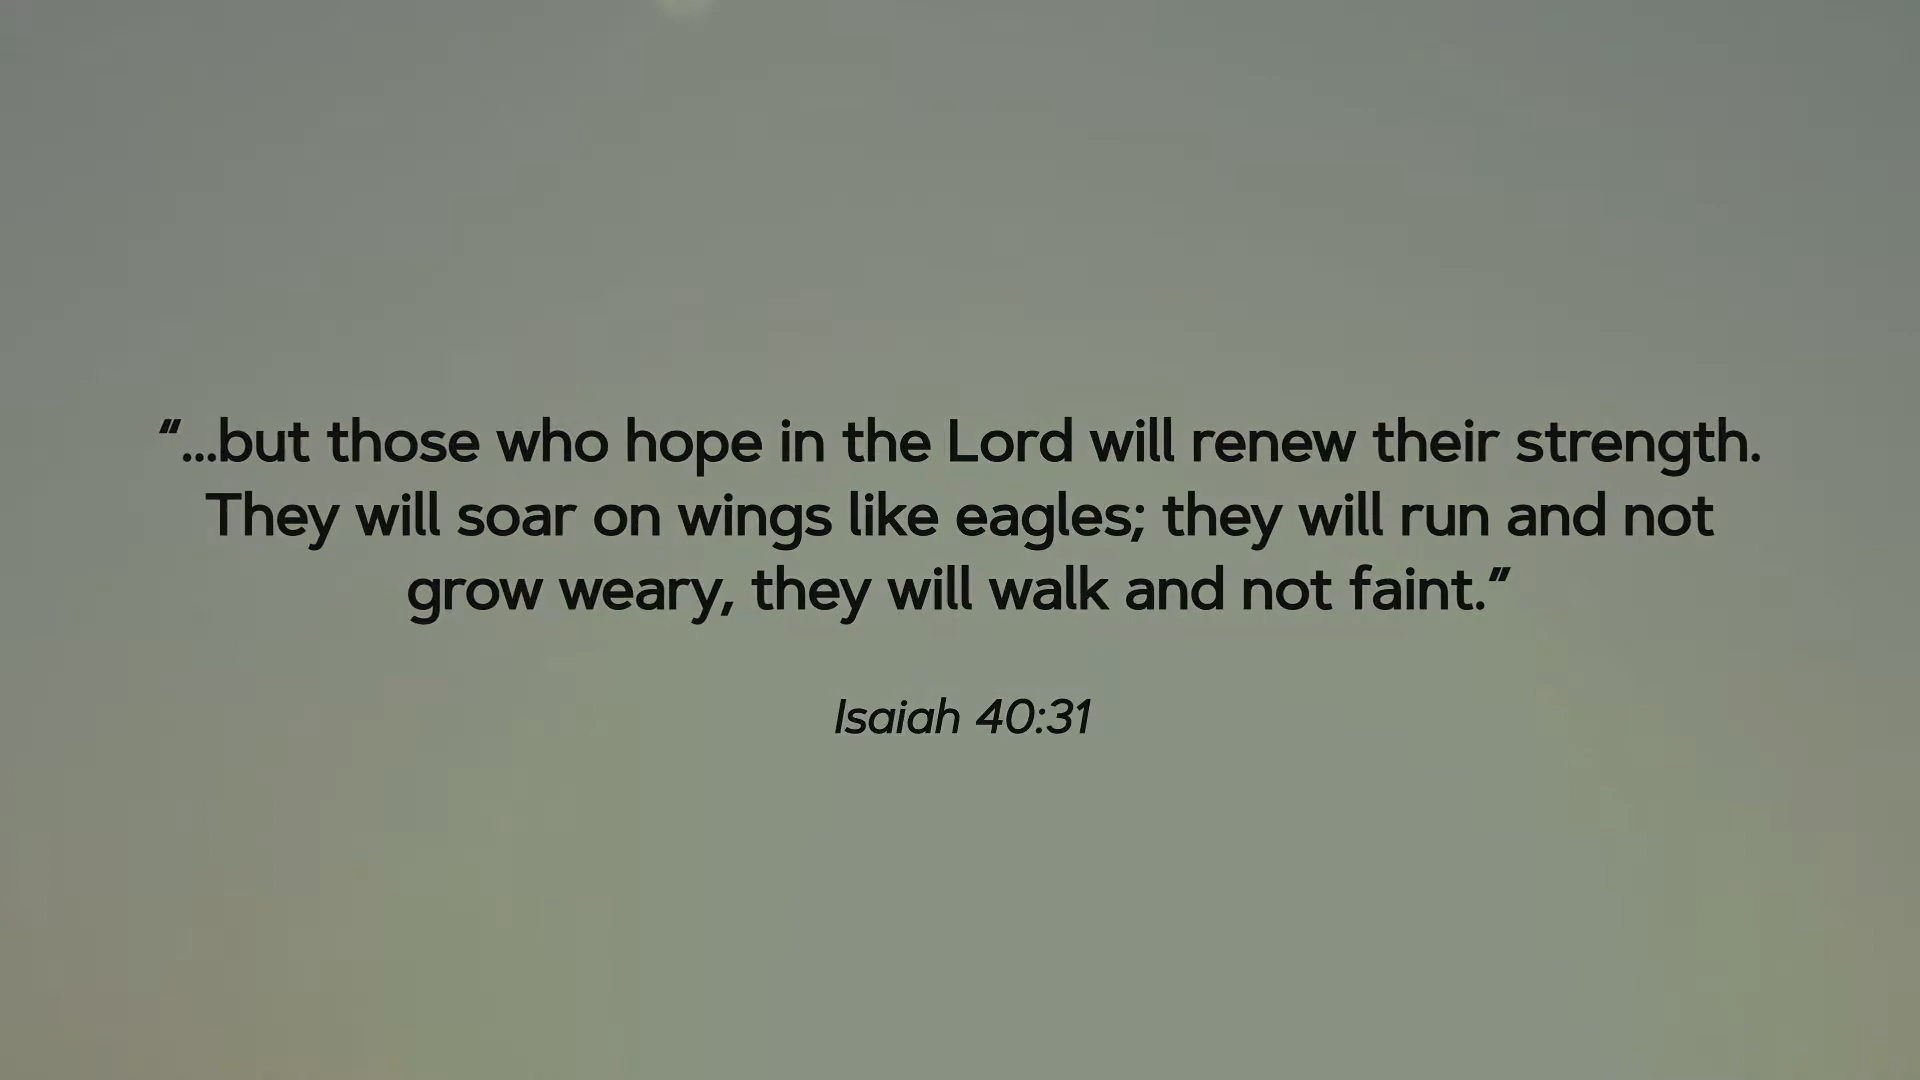 “...but those who hope in the Lord will renew their strength.
They will soar on wings like eagles; they will run and not
grow weary, they will walk and not faint.”
Isaiah 40:31